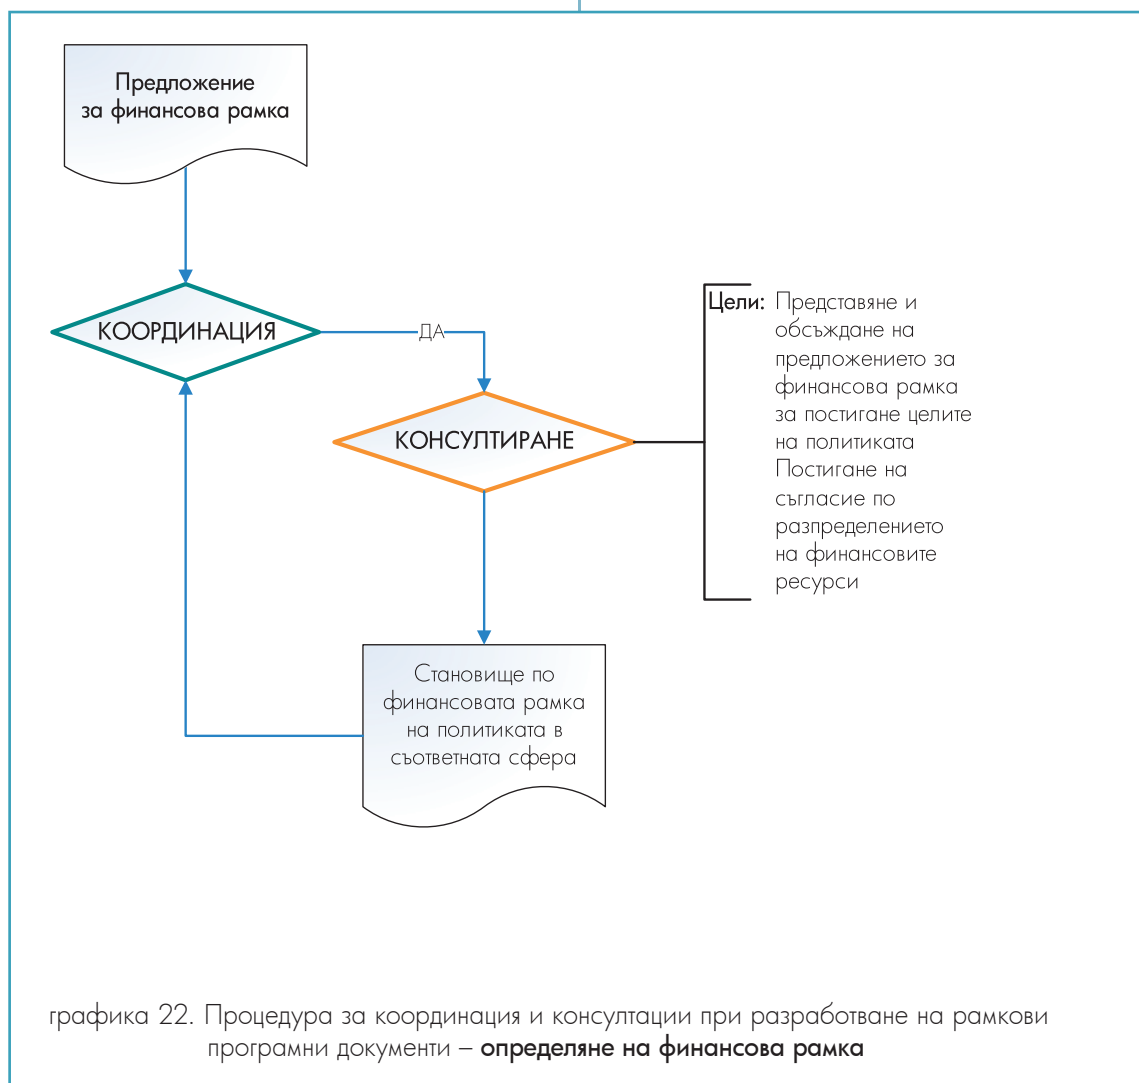 Предложение
за финансова рамка
КООРДИНАЦИЯ
ДА
КОНСУЛТИРАНЕ
Цели: Представяне и
обсъждане на
предложението за
финансова рамка
за постигане целите
на политиката
Постигане на
съгласие по
разпределението
на финансовите
ресурси
Становище по
финансовата рамка
на политиката в
съответната сфера
графика 22. Процедура за координация и консултации при разработване на рамкови
програмни документи – определяне на финансова рамка